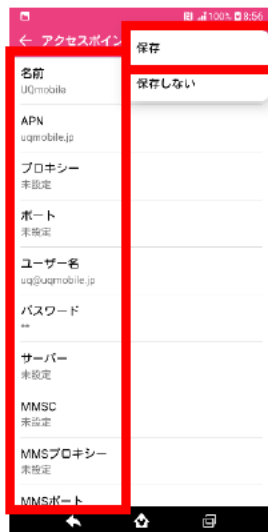 100% 8:56
← アクセスポイン
保存
保存しない
名前
UQmobile
APN
uqmobile.jp
プロキシー
未設定
ポート
未設定
ユーザー名
uq@uqmobile.jp
パスワード
**
サーバー
未設定
MMSC
未設定
MMSプロキシー
未設定
MMSポート